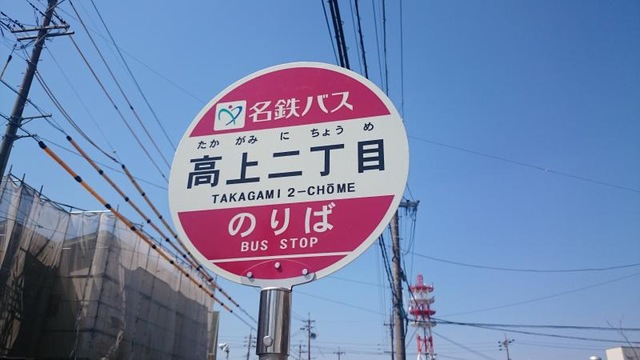 名鉄バス
たか がみ に ちょう め
高上二丁目
TAKAGAMI 2-CHŌME
のりば
BUS STOP